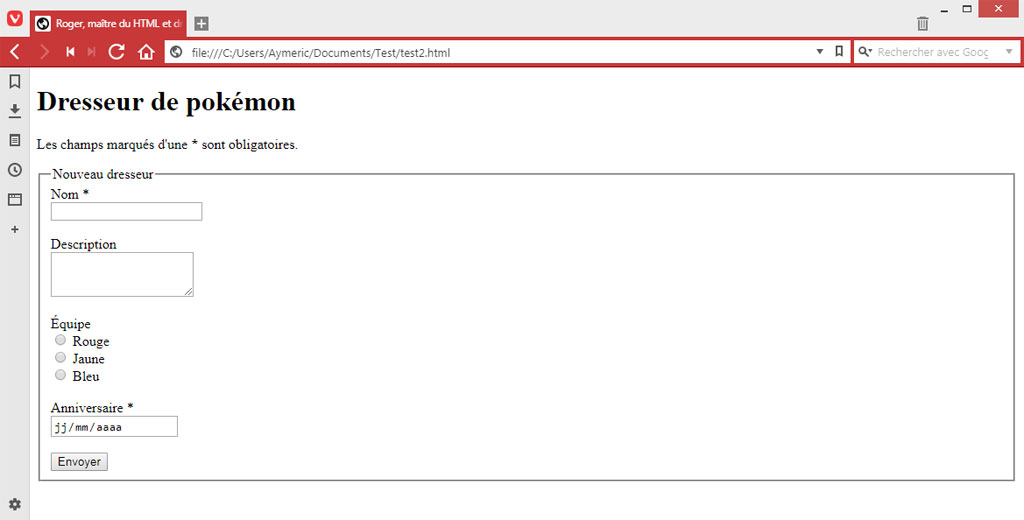 Roger, maître du HTML et d
file:///C:/Users/Aymeric/Documents/Test/test2.html
Rechercher avec Goog
Dresseur de pokémon
Les champs marqués d'une * sont obligatoires.
Nouveau dresseur
Nom *
Description
Équipe
Rouge
Jaune
Bleu
Anniversaire *
jj/mm/aaaa
Envoyer